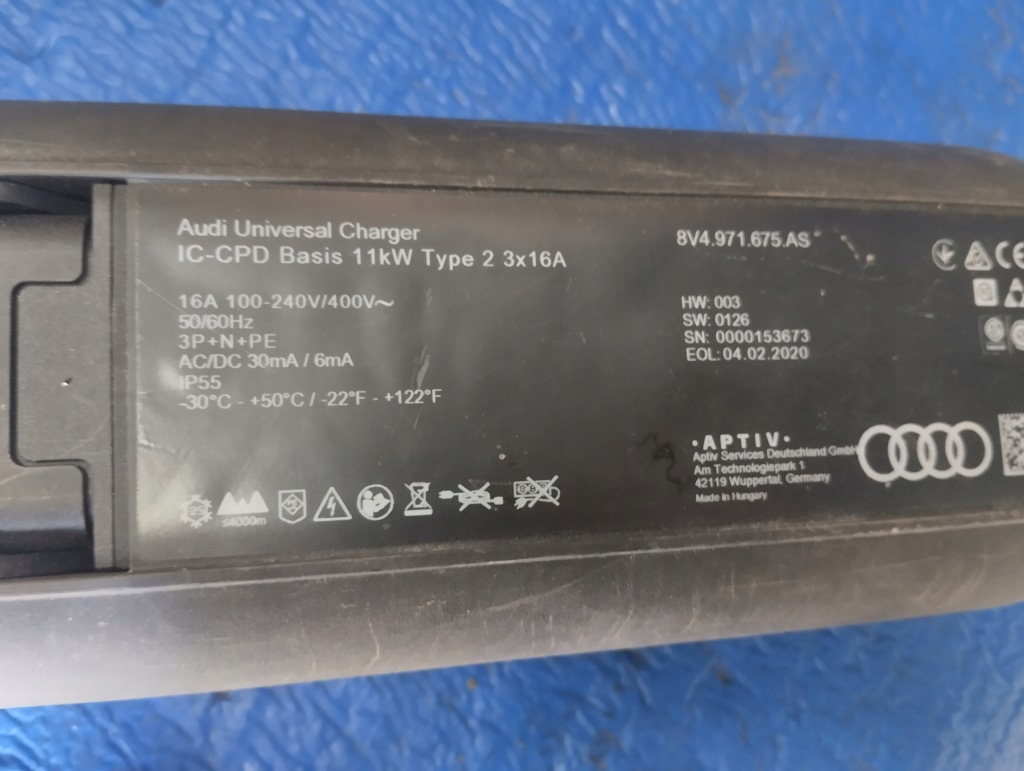 Audi Universal Charger
IC-CPD Basis 11kW Type 2 3x16A
8V4.971.675.AS
16A 100-240V/400V~
50/60Hz
3P+N+PE
AC/DC 30mA / 6mA
IP55
-30°C - +50°C / -22°F - +122°F
HW: 003
SW: 0126
SN: 0000153673
EOL: 04.02.2020
≤4000m
·APTIV·
Aptiv Services Deutschland GmbH
Am Technologiepark 1
42119 Wuppertal, Germany
Made in Hungary
CE